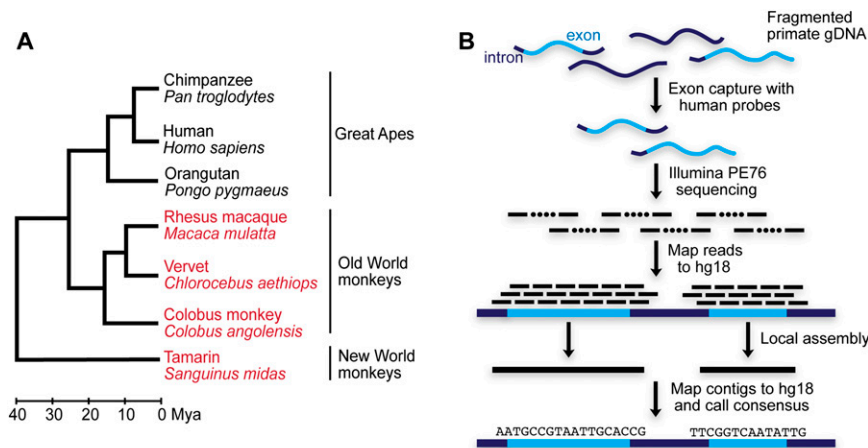 A
Chimpanzee
Pan troglodytes
Human
Homo sapiens
Great Apes
Orangutan
Pongo pygmaeus
Rhesus macaque
Macaca mulatta
Vervet
Chlorocebus aethiops
Old World
monkeys
Colobus monkey
Colobus angolensis
Tamarin
Sanguinus midas
New World
monkeys
40 30 20 10 0 Mya
B
Fragmented
primate gDNA
exon
intron
Exon capture with
human probes
Illumina PE76
sequencing
Map reads
to hg18
Local assembly
Map contigs to hg18
and call consensus
AATGCCGTAATTGCACCG TTCGGTCAATATTG